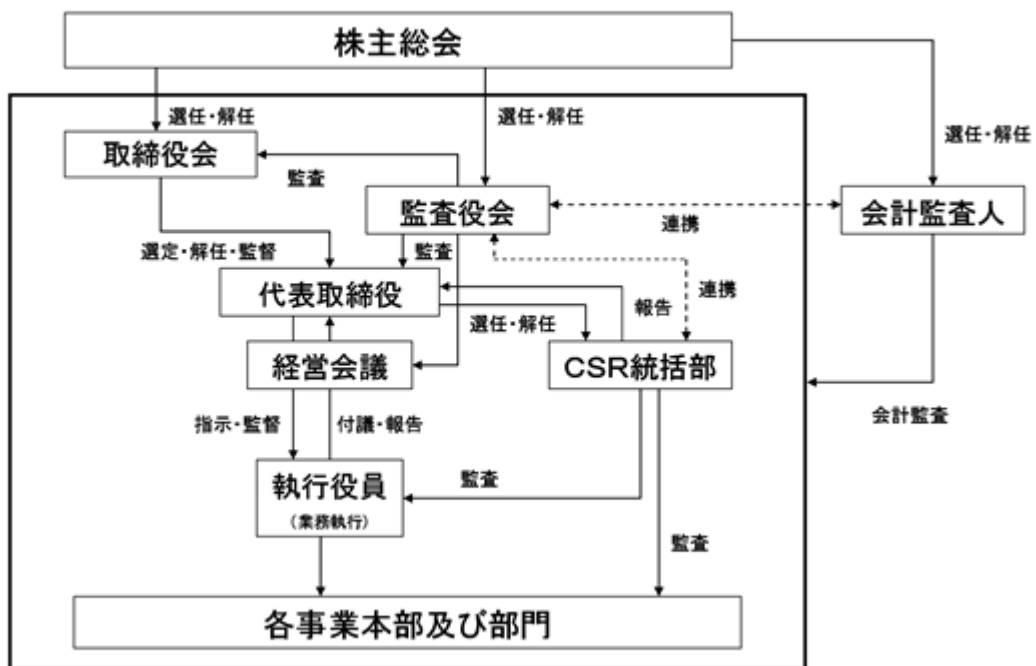 株主総会
選任・解任
選任・解任
選任・解任
取締役会
監査
監査役会
連携
会計監査人
選定・解任・監督
監査
代表取締役
連携
報告
選任・解任
経営会議
CSR統括部
指示・監督
付議・報告
会計監査
執行役員
(業務執行)
監査
監査
各事業本部及び部門